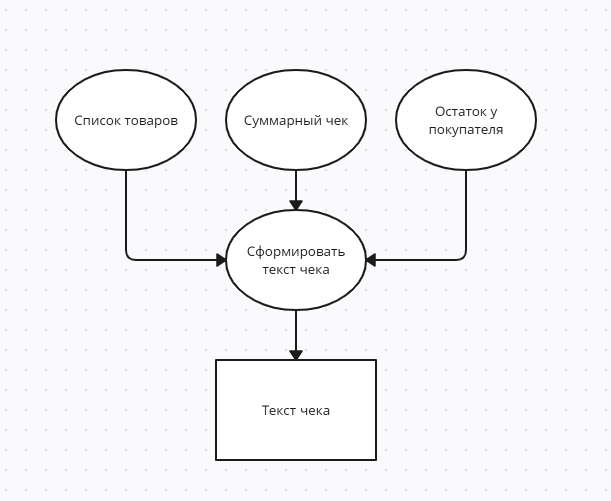 Список товаров
Суммарный чек
Остаток у
покупателя
Сформировать
текст чека
Текст чека